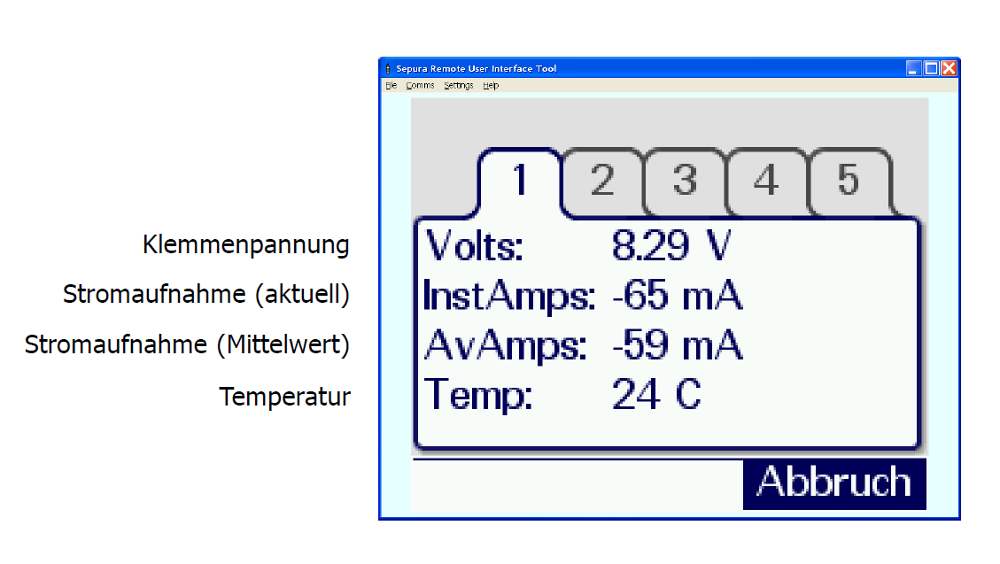 Sepura Remote User Interface Tool
File Comms Settings Help
1 2 3 4 5
Klemmenpannung Volts: 8.29 V
Stromaufnahme (aktuell) InstAmps: -65 mA
Stromaufnahme (Mittelwert) AvAmps: -59 mA
Temperatur Temp: 24 C
Abbruch